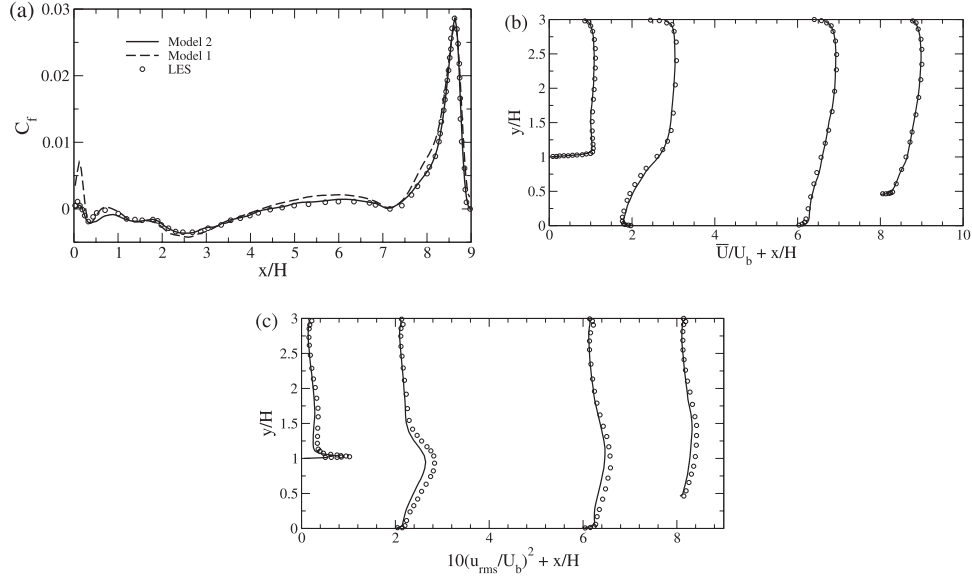 (a)
0.03
0.02
0.01
0
C_f
Model 2
Model 1
LES
0 1 2 3 4 5 6 7 8 9
x/H
(b)
3
2.5
2
1.5
1
0.5
0
y/H
0 2 4 6 8 10
U̅/U_b + x/H
(c)
3
2.5
2
1.5
1
0.5
0
y/H
0 2 4 6 8
10(u_rms/U_b)² + x/H